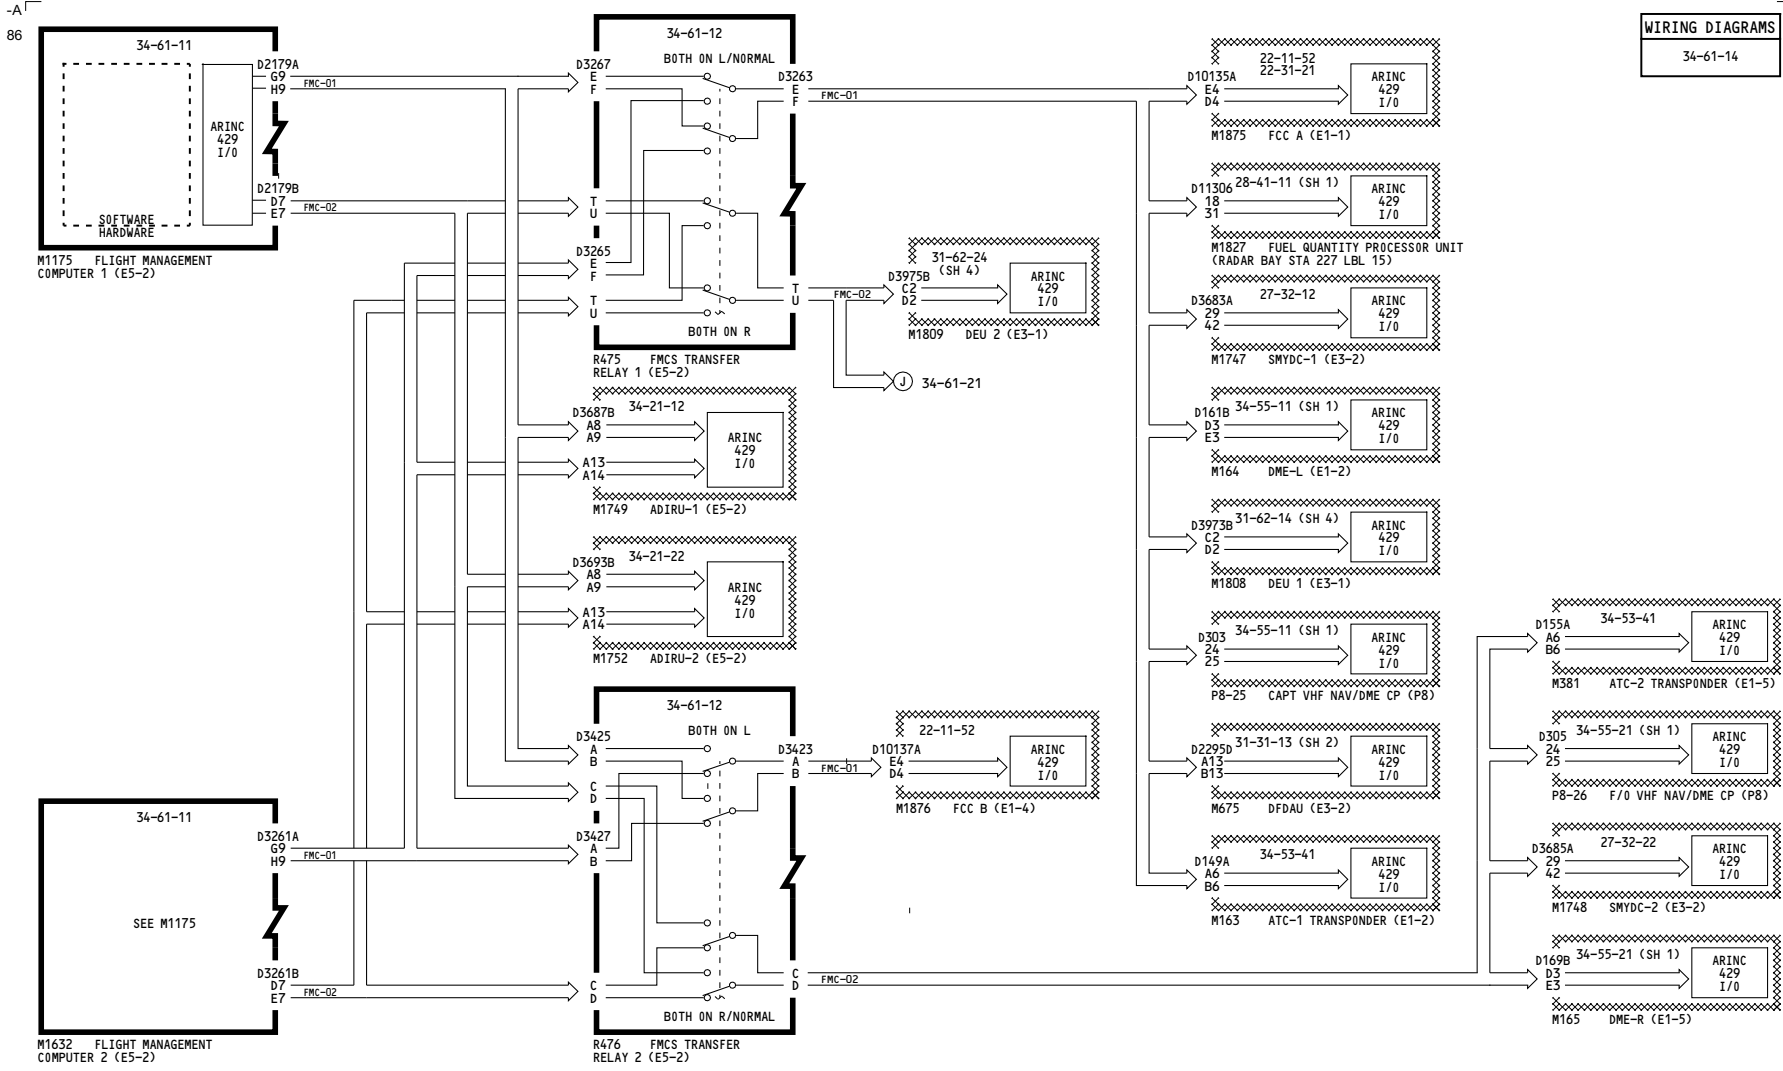 -A
86
WIRING DIAGRAMS
34-61-14
34-61-11
D2179A
G9
H9
FMC-01
ARINC
429
I/O
D2179B
D7
E7
FMC-02
SOFTWARE
HARDWARE
M1175 FLIGHT MANAGEMENT
COMPUTER 1 (E5-2)
34-61-12
BOTH ON L/NORMAL
D3267
E
F
T
U
D3265
E
F
T
U
D3263
E
F
FMC-01
T
U
FMC-02
BOTH ON R
R475 FMCS TRANSFER
RELAY 1 (E5-2)
31-62-24
(SH 4)
D3975B
C2
D2
ARINC
429
I/O
M1809 DEU 2 (E3-1)
J 34-61-21
34-21-12
D3687B
A8
A9
A13
A14
ARINC
429
I/O
M1749 ADIRU-1 (E5-2)
34-21-22
D3693B
A8
A9
A13
A14
ARINC
429
I/O
M1752 ADIRU-2 (E5-2)
34-61-11
D3261A
G9
H9
FMC-01
SEE M1175
D3261B
D7
E7
FMC-02
M1632 FLIGHT MANAGEMENT
COMPUTER 2 (E5-2)
34-61-12
BOTH ON L
D3425
A
B
C
D
D3427
A
B
C
D
D3423
A
B
FMC-01
C
D
FMC-02
BOTH ON R/NORMAL
R476 FMCS TRANSFER
RELAY 2 (E5-2)
22-11-52
D10137A
E4
D4
ARINC
429
I/O
M1876 FCC B (E1-4)
22-11-52
22-31-21
D10135A
E4
D4
ARINC
429
I/O
M1875 FCC A (E1-1)
28-41-11 (SH 1)
D11306
18
31
ARINC
429
I/O
M1827 FUEL QUANTITY PROCESSOR UNIT
(RADAR BAY STA 227 LBL 15)
27-32-12
D3683A
29
42
ARINC
429
I/O
M1747 SMYDC-1 (E3-2)
34-55-11 (SH 1)
D161B
D3
E3
ARINC
429
I/O
M164 DME-L (E1-2)
31-62-14 (SH 4)
D3973B
C2
D2
ARINC
429
I/O
M1808 DEU 1 (E3-1)
34-55-11 (SH 1)
D303
24
25
ARINC
429
I/O
P8-25 CAPT VHF NAV/DME CP (P8)
31-31-13 (SH 2)
D2295D
A13
B13
ARINC
429
I/O
M675 DFDAU (E3-2)
34-53-41
D149A
A6
B6
ARINC
429
I/O
M163 ATC-1 TRANSPONDER (E1-2)
34-53-41
D155A
A6
B6
ARINC
429
I/O
M381 ATC-2 TRANSPONDER (E1-5)
34-55-21 (SH 1)
D305
24
25
ARINC
429
I/O
P8-26 F/O VHF NAV/DME CP (P8)
27-32-22
D3685A
29
42
ARINC
429
I/O
M1748 SMYDC-2 (E3-2)
34-55-21 (SH 1)
D169B
D3
E3
ARINC
429
I/O
M165 DME-R (E1-5)